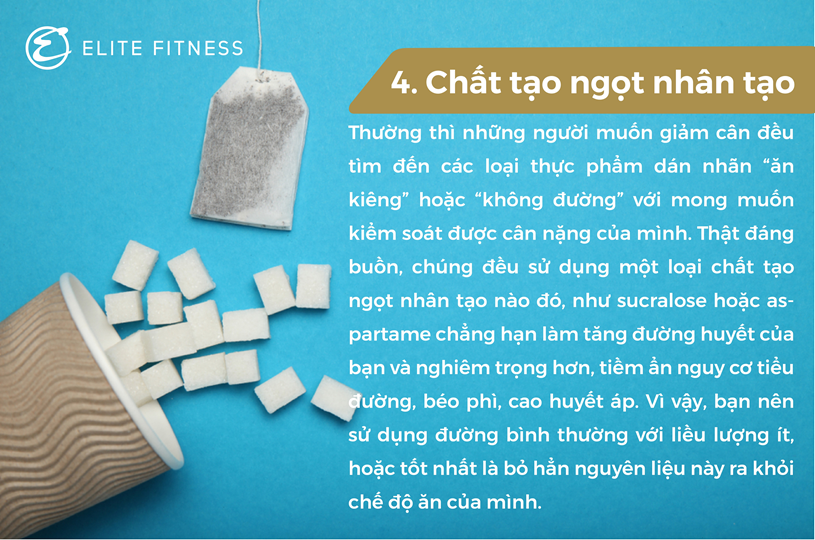 ELITE FITNESS
4. Chất tạo ngọt nhân tạo
Thường thì những người muốn giảm cân đều
tìm đến các loại thực phẩm dán nhãn “ăn
kiêng” hoặc “không đường” với mong muốn
kiểm soát được cân nặng của mình. Thật đáng
buồn, chúng đều sử dụng một loại chất tạo
ngọt nhân tạo nào đó, như sucralose hoặc as-
partame chẳng hạn làm tăng đường huyết của
bạn và nghiêm trọng hơn, tiềm ẩn nguy cơ tiểu
đường, béo phì, cao huyết áp. Vì vậy, bạn nên
sử dụng đường bình thường với liều lượng ít,
hoặc tốt nhất là bỏ hẳn nguyên liệu này ra khỏi
chế độ ăn của mình.